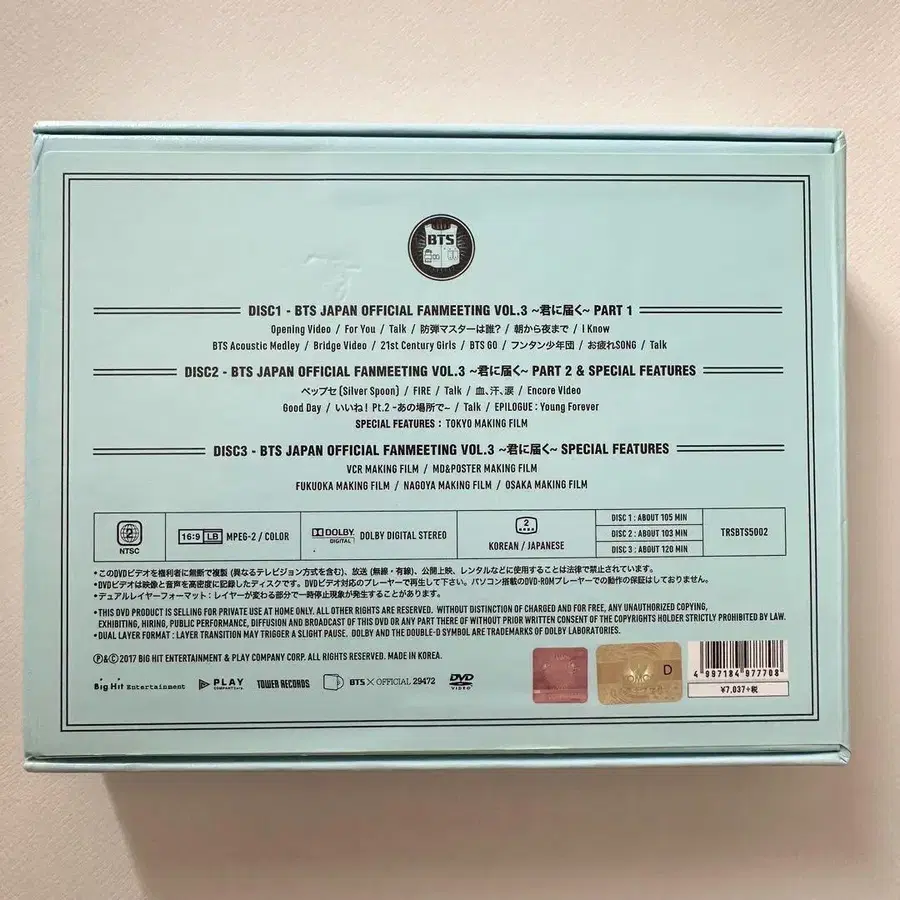 BTS
DISC1 - BTS JAPAN OFFICIAL FANMEETING VOL.3 ~君に届く~ PART 1
Opening Video / For You / Talk / 防弾マスターは誰? / 朝から夜まで / I Know
BTS Acoustic Medley / Bridge Video / 21st Century Girls / BTS GO / フンタン少年団 / お疲れSONG / Talk
DISC2 - BTS JAPAN OFFICIAL FANMEETING VOL.3 ~君に届く~ PART 2 & SPECIAL FEATURES
ペップセ (Silver Spoon) / FIRE / Talk / 血、汗、涙 / Encore Video
Good Day / いいね! Pt.2 -あの場所で- / Talk / EPILOGUE : Young Forever
SPECIAL FEATURES : TOKYO MAKING FILM
DISC3 - BTS JAPAN OFFICIAL FANMEETING VOL.3 ~君に届く~ SPECIAL FEATURES
VCR MAKING FILM / MD&POSTER MAKING FILM
FUKUOKA MAKING FILM / NAGOYA MAKING FILM / OSAKA MAKING FILM
2 NTSC
16:9 LB MPEG-2 / COLOR
DOLBY DIGITAL DOLBY DIGITAL STEREO
2 KOREAN / JAPANESE
DISC 1 : ABOUT 105 MIN
DISC 2 : ABOUT 103 MIN
DISC 3 : ABOUT 120 MIN
TRSBTS5002
•このDVDビデオを権利者に無断で複製 (異なるテレビジョン方式を含む)、放送 (無線・有線)、公開上映、レンタルなどに使用することは法律で禁止されています。
•DVDビデオは映像と音声を高密度に記録したディスクです。DVDビデオ対応のプレーヤーで再生して下さい。パソコン搭載のDVD-ROMプレーヤーでの動作の保証はしておりません。
•デュアルレイヤーフォーマット : レイヤーが変わる部分で一時停止現象が発生することがあります。
•THIS DVD PRODUCT IS SELLING FOR PRIVATE USE AT HOME ONLY. ALL OTHER RIGHTS ARE RESERVED. WITHOUT DISTINCTION OF CHARGED AND FOR FREE, ANY UNAUTHORIZED COPYING,
EXHIBITING, HIRING, PUBLIC PERFORMANCE, DIFFUSION AND BROADCAST OF THIS DVD OR ANY PART THERE OF WITHOUT PRIOR WRITTEN CONSENT OF THE COPYRIGHTS HOLDER STRICTLY PROHIBITED BY LAW.
•DUAL LAYER FORMAT : LAYER TRANSITION MAY TRIGGER A SLIGHT PAUSE. DOLBY AND THE DOUBLE-D SYMBOL ARE TRADEMARKS OF DOLBY LABORATORIES.
Ⓟ&© 2017 BIG HIT ENTERTAINMENT & PLAY COMPANY CORP. ALL RIGHTS RESERVED. MADE IN KOREA.
BigHit Entertainment PLAY COMPANY Corp. TOWER RECORDS BTS × OFFICIAL 29472 DVD VIDEO
D
4 997184 977708
¥7,037+税